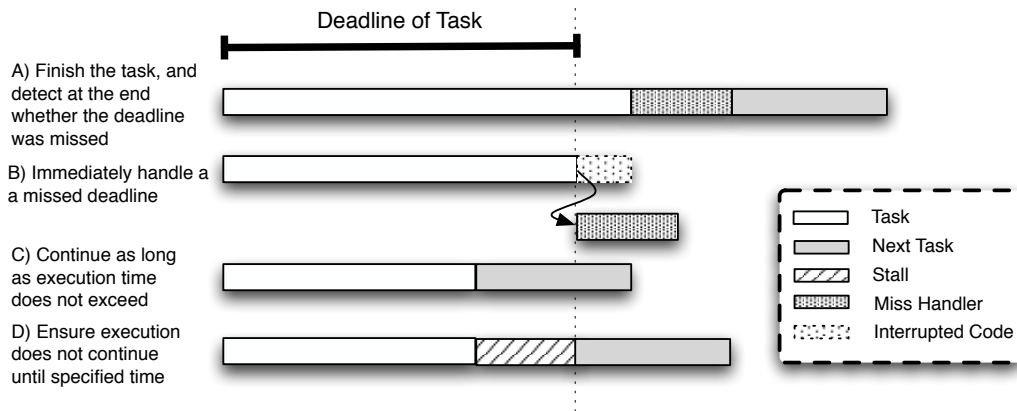 Deadline of Task
A) Finish the task, and
detect at the end
whether the deadline
was missed
B) Immediately handle a
a missed deadline
C) Continue as long
as execution time
does not exceed
D) Ensure execution
does not continue
until specified time
Task
Next Task
Stall
Miss Handler
Interrupted Code